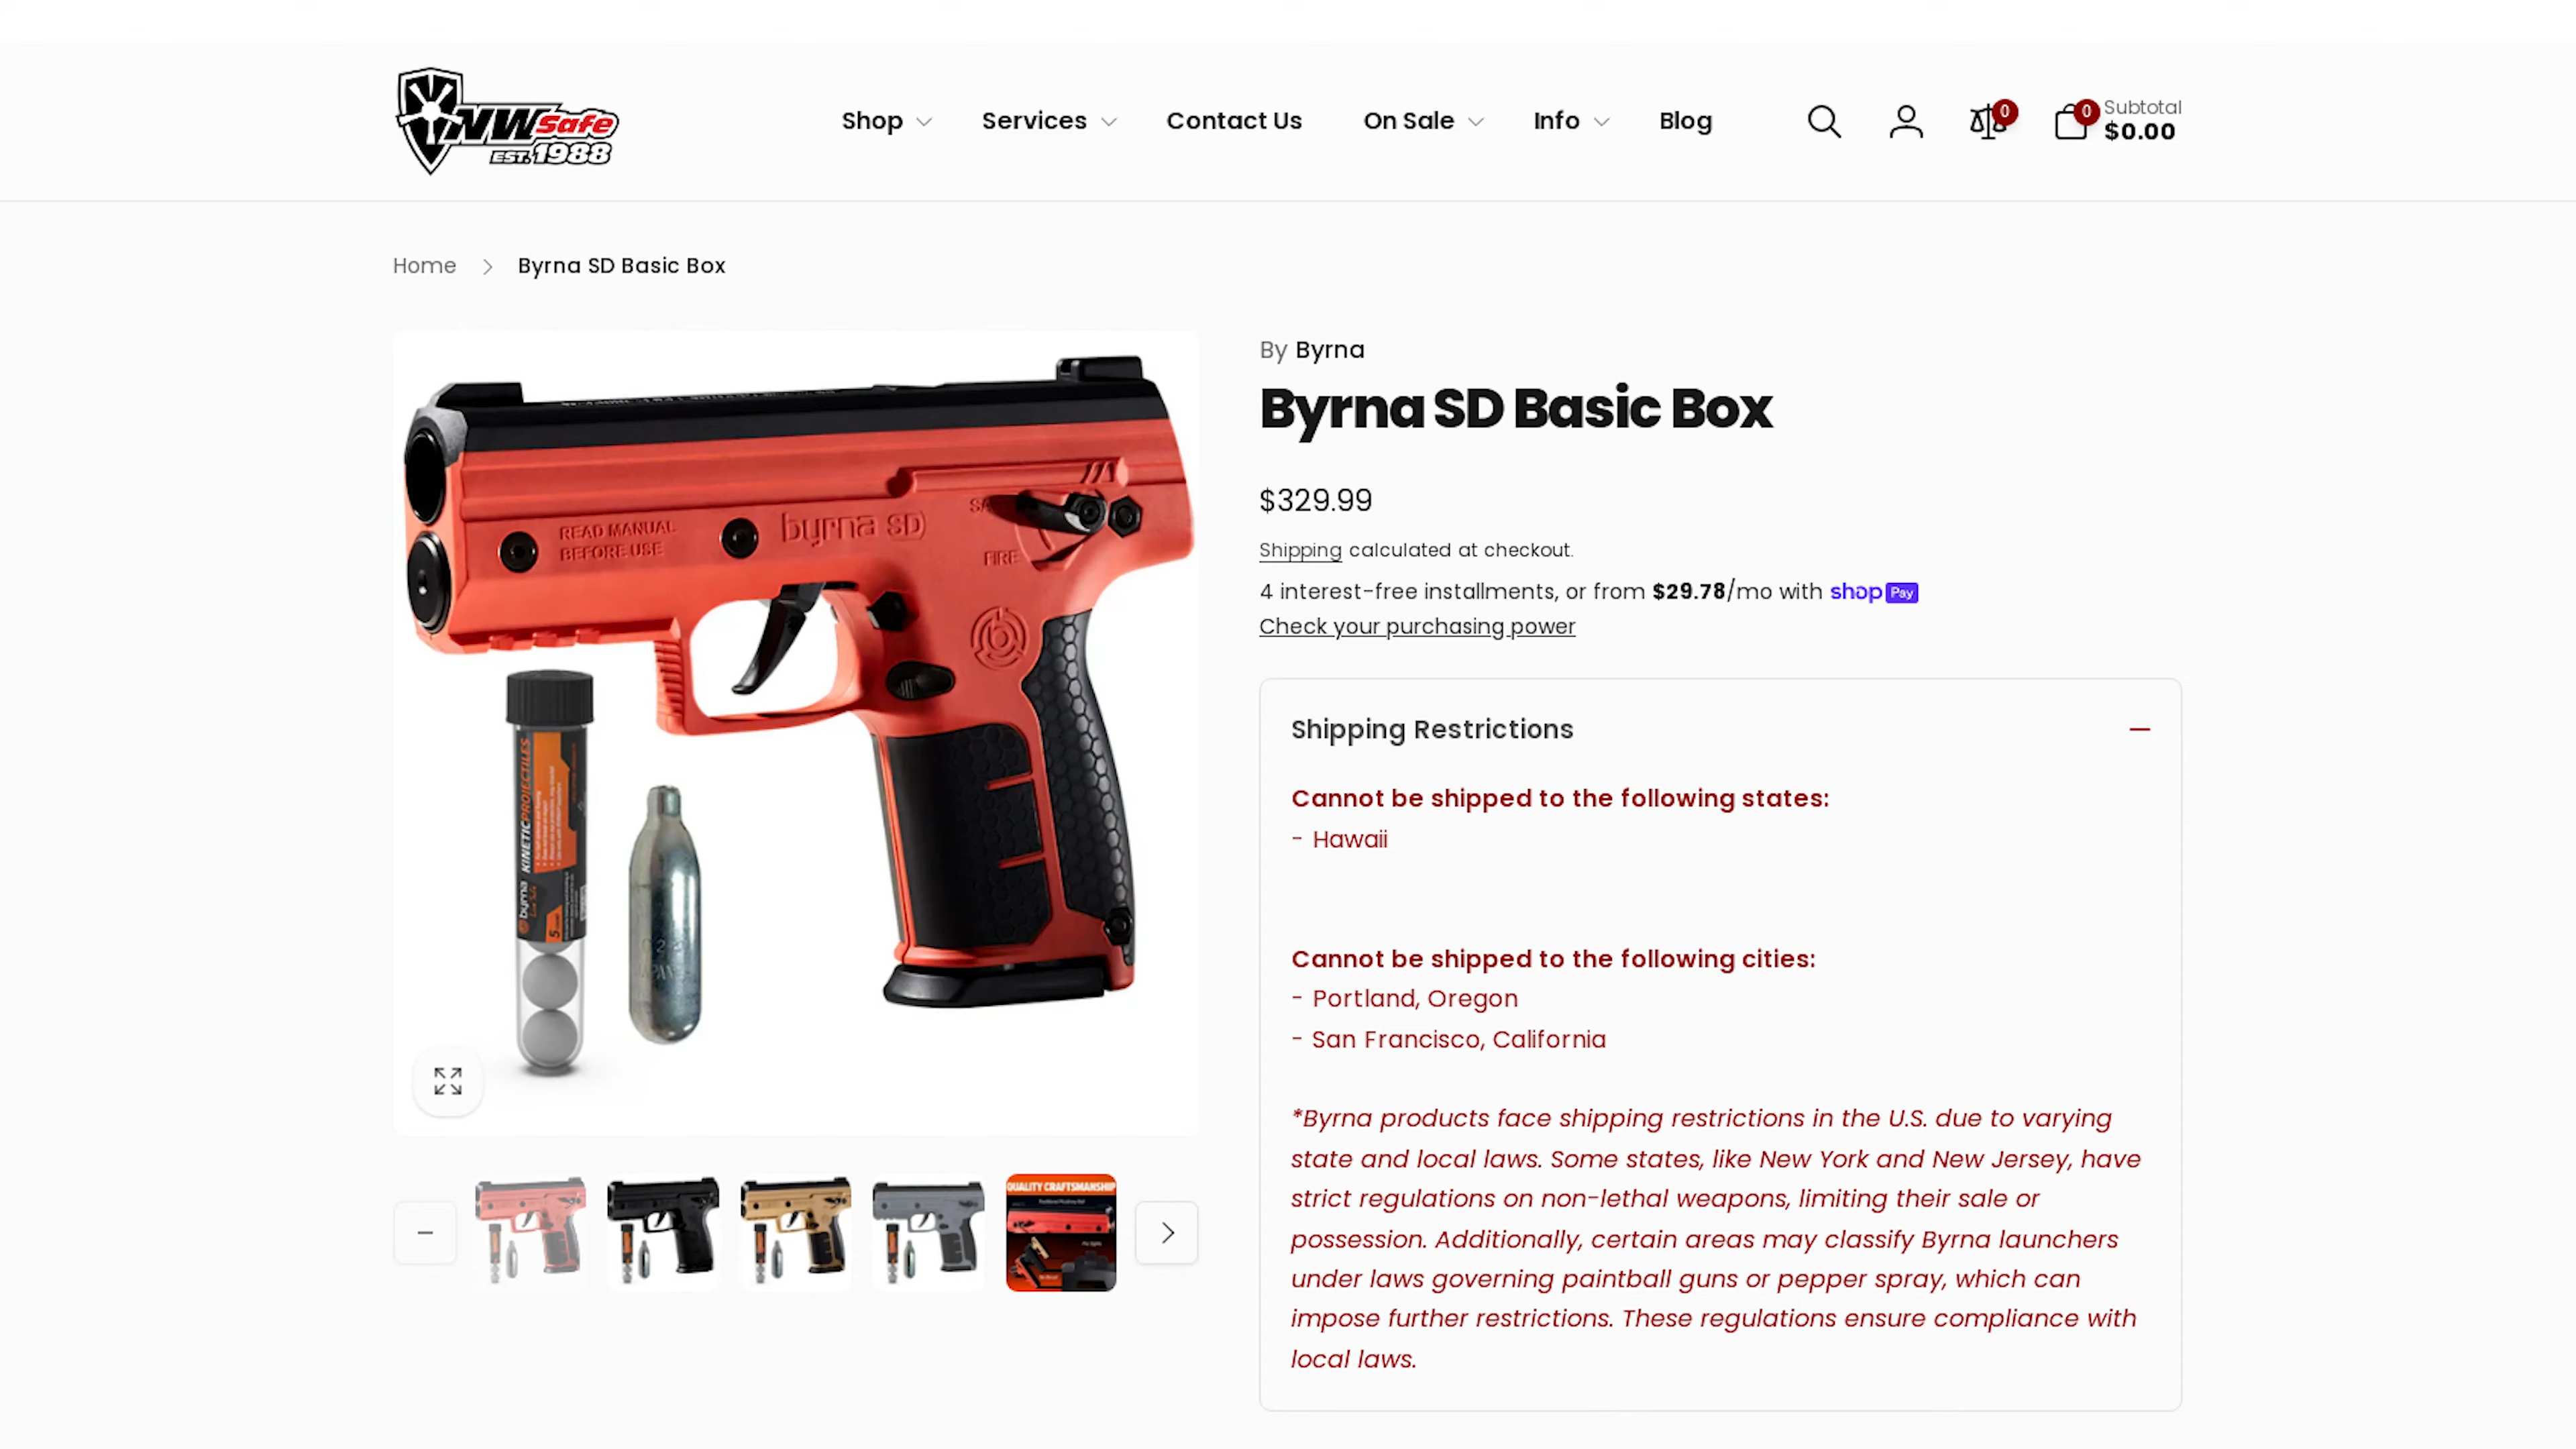 NW Safe
EST. 1988
Shop
Services
Contact Us
On Sale
Info
Blog
0
0
Subtotal
$0.00
Home
Byrna SD Basic Box
READ MANUAL
BEFORE USE
byrna SD
SA
FIRE
byrna
KINETIC PROJECTILES
5
By Byrna
Byrna SD Basic Box
$329.99
Shipping calculated at checkout.
4 interest-free installments, or from $29.78/mo with shop Pay
Check your purchasing power
Shipping Restrictions
Cannot be shipped to the following states:
- Hawaii
Cannot be shipped to the following cities:
- Portland, Oregon
- San Francisco, California
*Byrna products face shipping restrictions in the U.S. due to varying
state and local laws. Some states, like New York and New Jersey, have
strict regulations on non-lethal weapons, limiting their sale or
possession. Additionally, certain areas may classify Byrna launchers
under laws governing paintball guns or pepper spray, which can
impose further restrictions. These regulations ensure compliance with
local laws.
QUALITY CRAFTSMANSHIP